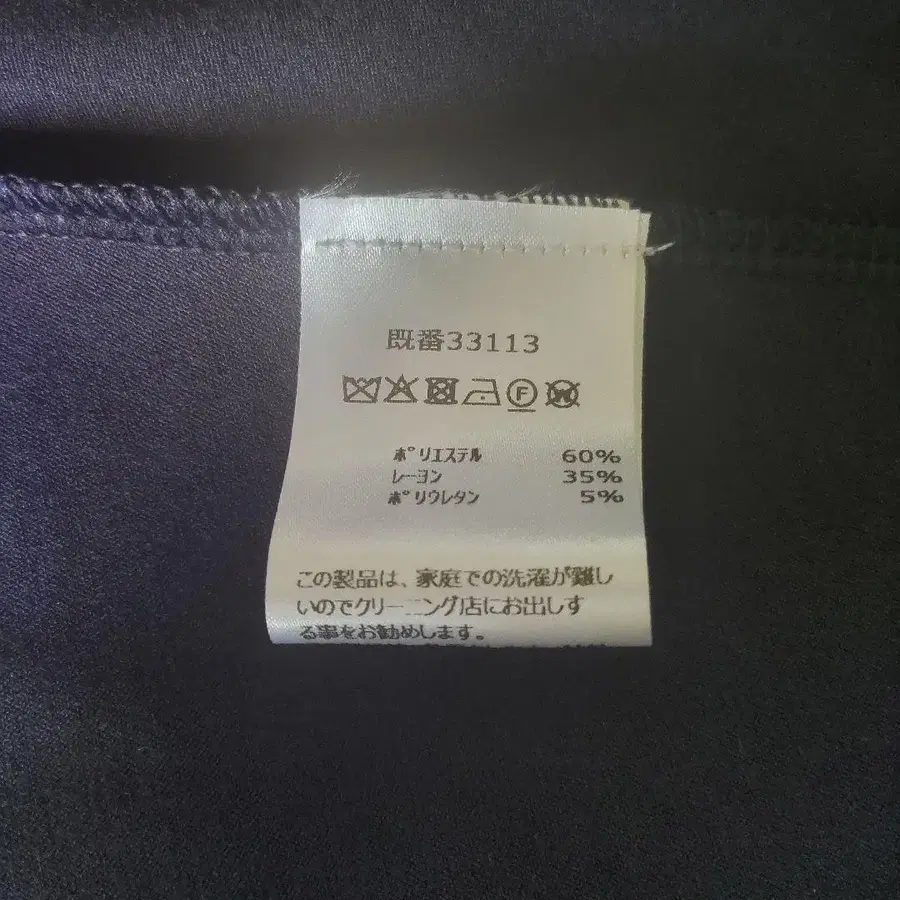 既番33113
F W
ポリエステル 60%
レーヨン 35%
ポリウレタン 5%
この製品は、家庭での洗濯が難し
いのでクリーニング店にお出しす
る事をお勧めします。